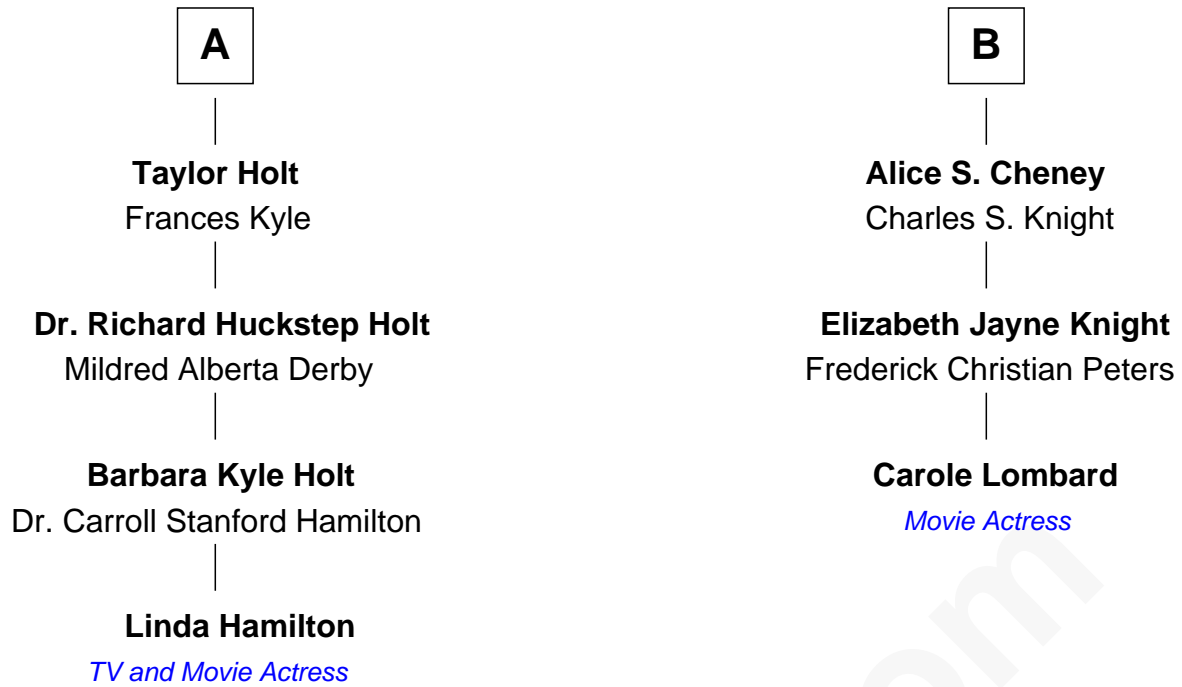 A
Taylor Holt
Frances Kyle
Dr. Richard Huckstep Holt
Mildred Alberta Derby
Barbara Kyle Holt
Dr. Carroll Stanford Hamilton
Linda Hamilton
TV and Movie Actress
B
Alice S. Cheney
Charles S. Knight
Elizabeth Jayne Knight
Frederick Christian Peters
Carole Lombard
Movie Actress
om